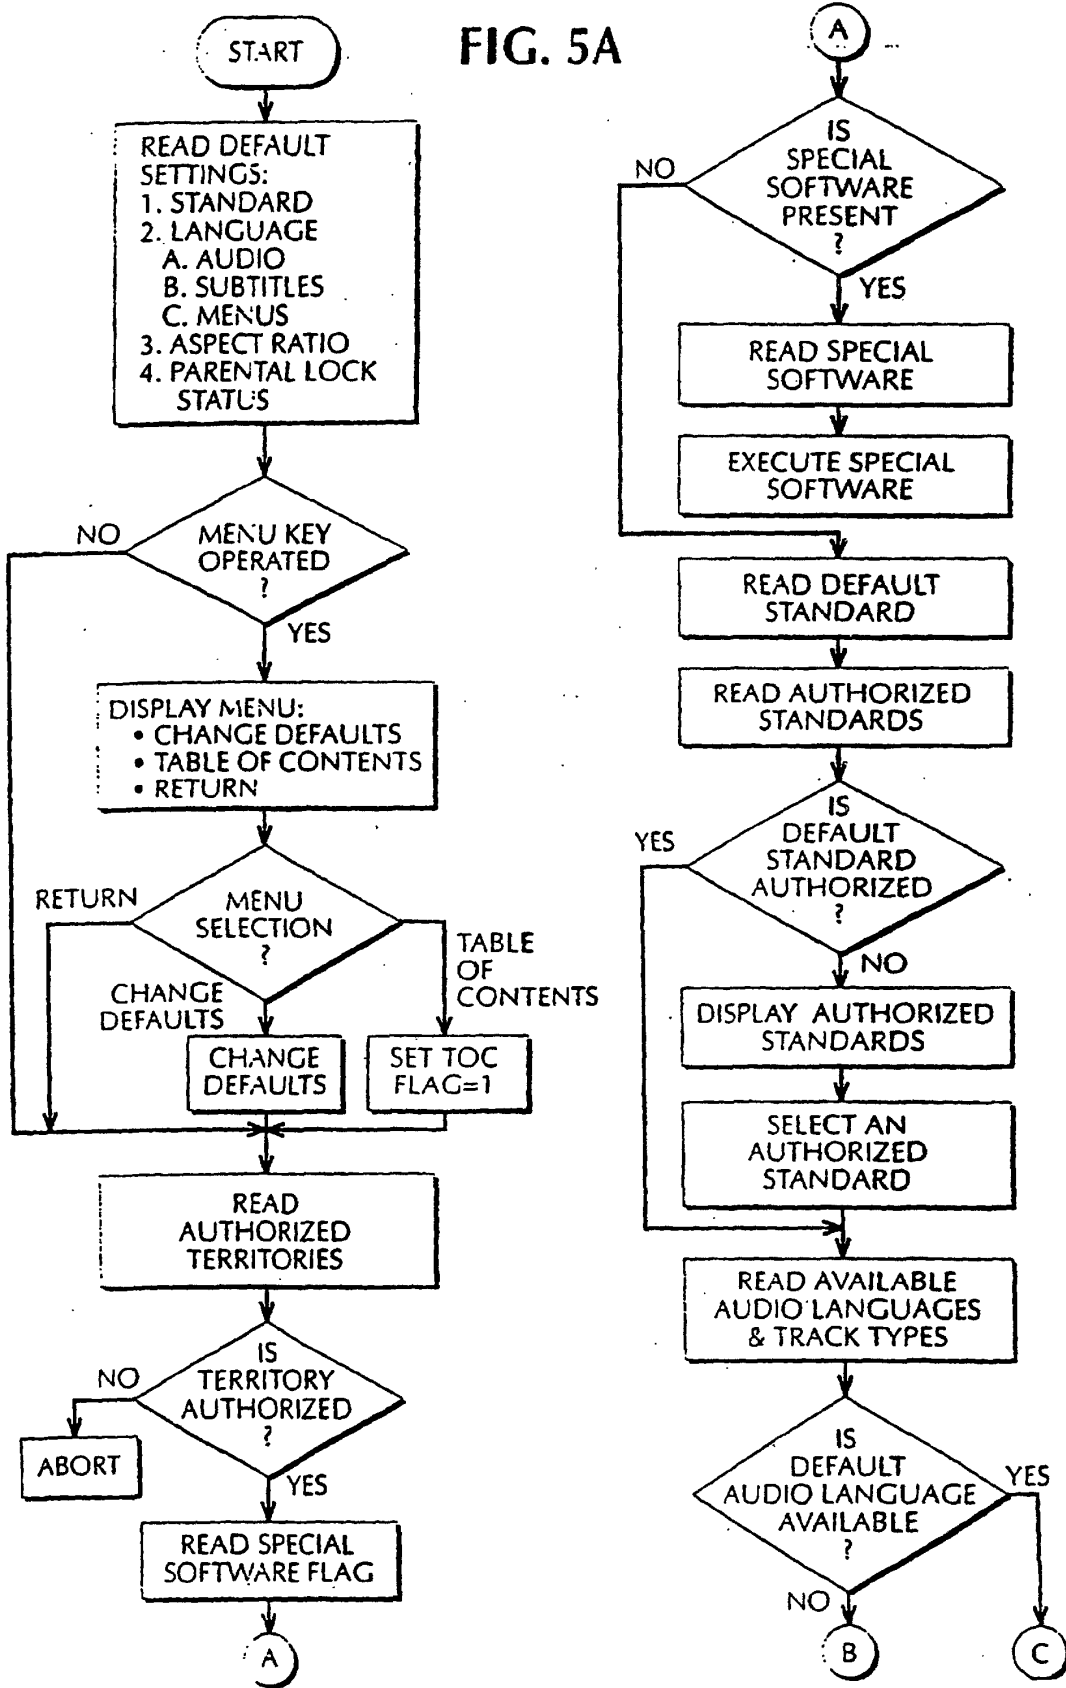 FIG. 5A
START
READ DEFAULT
SETTINGS:
1. STANDARD
2. LANGUAGE
A. AUDIO
B. SUBTITLES
C. MENUS
3. ASPECT RATIO
4. PARENTAL LOCK
STATUS
NO
MENU KEY
OPERATED
?
YES
DISPLAY MENU:
• CHANGE DEFAULTS
• TABLE OF CONTENTS
• RETURN
RETURN
MENU
SELECTION
?
TABLE
OF
CONTENTS
CHANGE
DEFAULTS
CHANGE
DEFAULTS
SET TOC
FLAG=1
READ
AUTHORIZED
TERRITORIES
NO
IS
TERRITORY
AUTHORIZED
?
ABORT
YES
READ SPECIAL
SOFTWARE FLAG
A
A
NO
IS
SPECIAL
SOFTWARE
PRESENT
?
YES
READ SPECIAL
SOFTWARE
EXECUTE SPECIAL
SOFTWARE
READ DEFAULT
STANDARD
READ AUTHORIZED
STANDARDS
YES
IS
DEFAULT
STANDARD
AUTHORIZED
?
NO
DISPLAY AUTHORIZED
STANDARDS
SELECT AN
AUTHORIZED
STANDARD
READ AVAILABLE
AUDIO LANGUAGES
& TRACK TYPES
IS
DEFAULT
AUDIO LANGUAGE
AVAILABLE
?
YES
NO
B
C